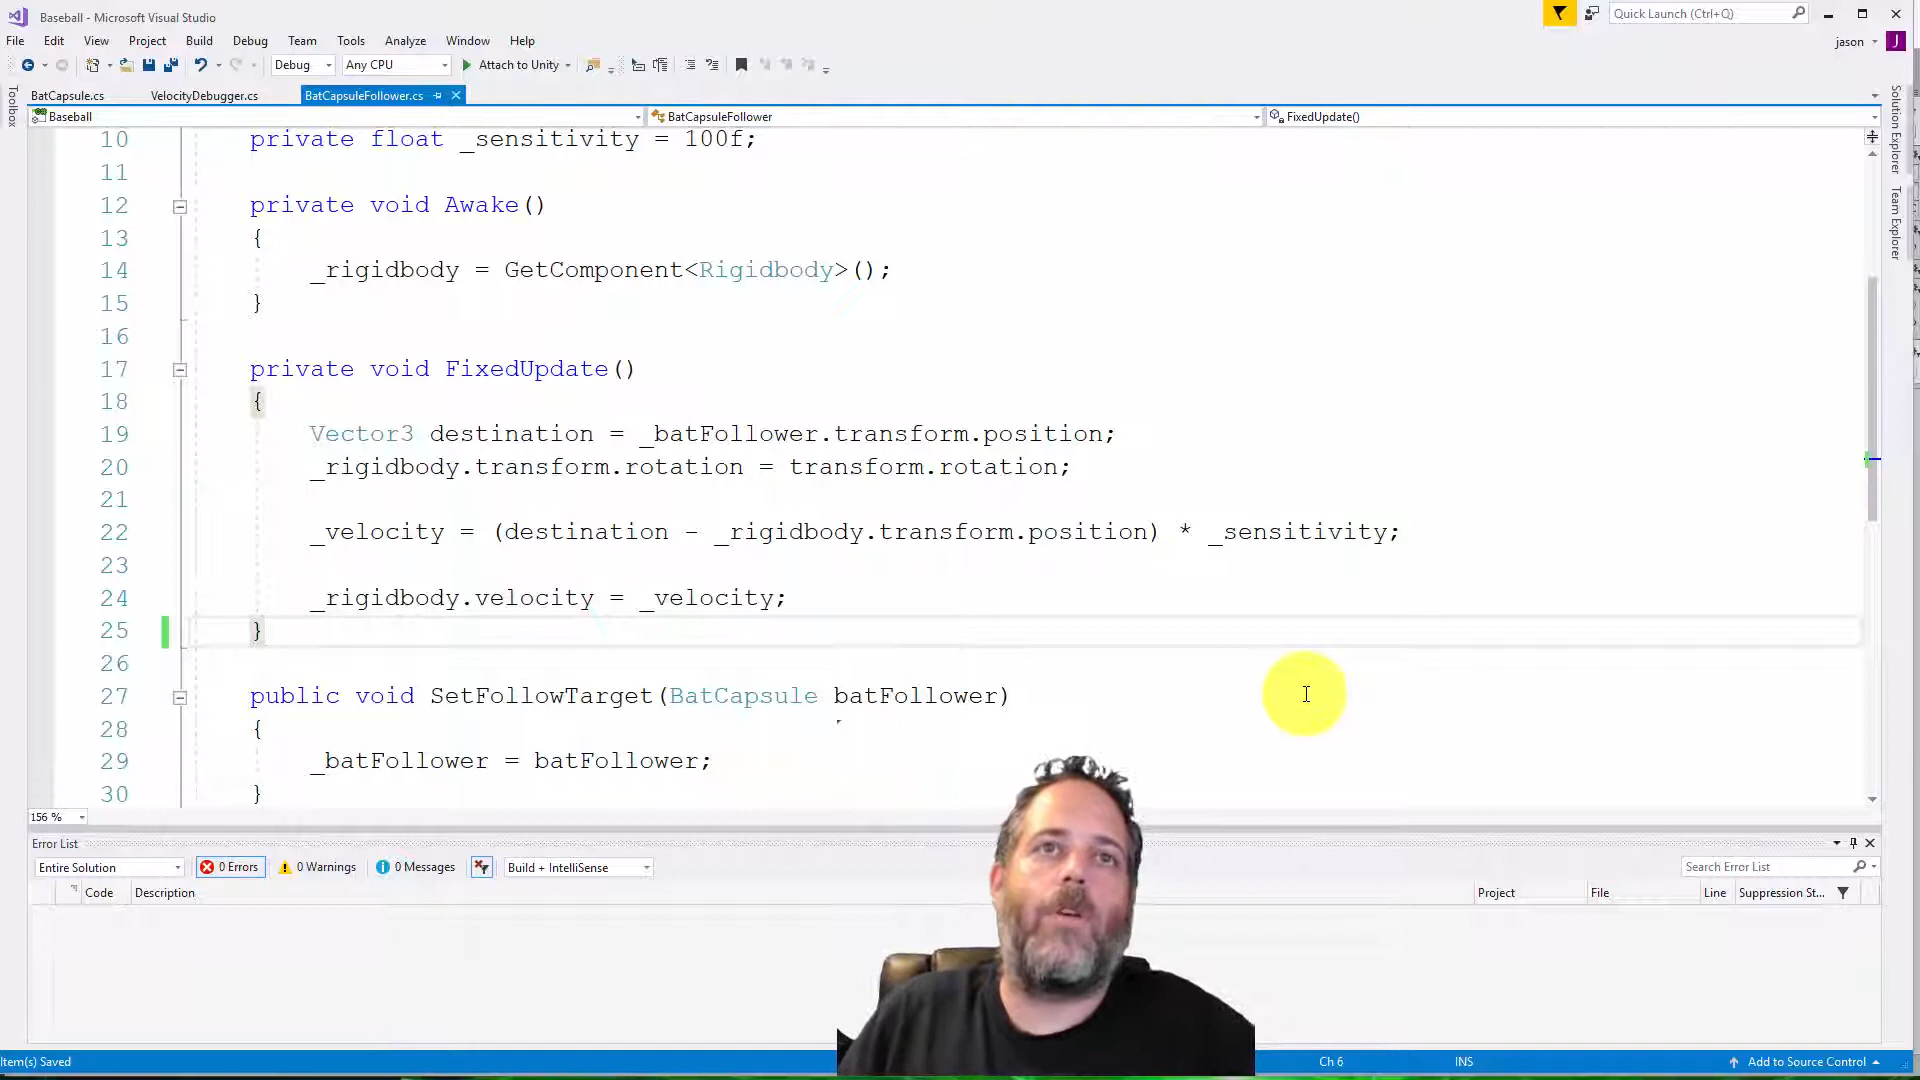 Baseball - Microsoft Visual Studio
Quick Launch (Ctrl+Q)
File Edit View Project Build Debug Team Tools Analyze Window Help
jason J
Debug Any CPU Attach to Unity
Toolbox
BatCapsule.cs VelocityDebugger.cs BatCapsuleFollower.cs
Baseball BatCapsuleFollower FixedUpdate()
Solution Explorer
Team Explorer
10 private float _sensitivity = 100f;
11
12 private void Awake()
13 {
14 _rigidbody = GetComponent<Rigidbody>();
15 }
16
17 private void FixedUpdate()
18 {
19 Vector3 destination = _batFollower.transform.position;
20 _rigidbody.transform.rotation = transform.rotation;
21
22 _velocity = (destination - _rigidbody.transform.position) * _sensitivity;
23
24 _rigidbody.velocity = _velocity;
25 }
26
27 public void SetFollowTarget(BatCapsule batFollower)
28 {
29 _batFollower = batFollower;
30 }
156 %
Error List
Entire Solution 0 Errors 0 Warnings 0 Messages Build + IntelliSense Search Error List
Code Description Project File Line Suppression St...
Item(s) Saved Ch 6 INS Add to Source Control